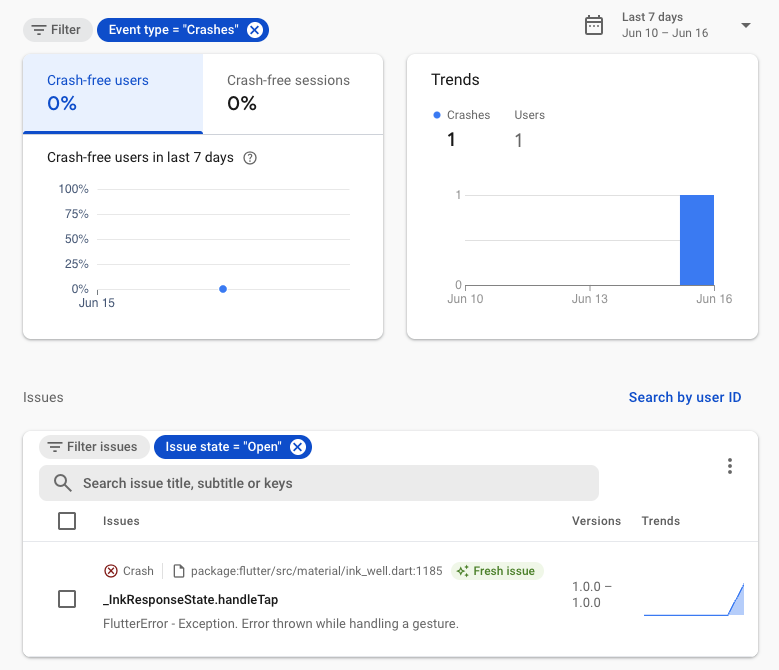 Filter
Event type = "Crashes"
Last 7 days
Jun 10 – Jun 16
Crash-free users
0%
Crash-free sessions
0%
Crash-free users in last 7 days
100%
75%
50%
25%
0%
Jun 15
Trends
Crashes
1
Users
1
1
0
Jun 10
Jun 13
Jun 16
Issues
Search by user ID
Filter issues
Issue state = "Open"
Search issue title, subtitle or keys
Issues
Versions
Trends
Crash
package:flutter/src/material/ink_well.dart:1185
Fresh issue
_InkResponseState.handleTap
FlutterError - Exception. Error thrown while handling a gesture.
1.0.0 –
1.0.0